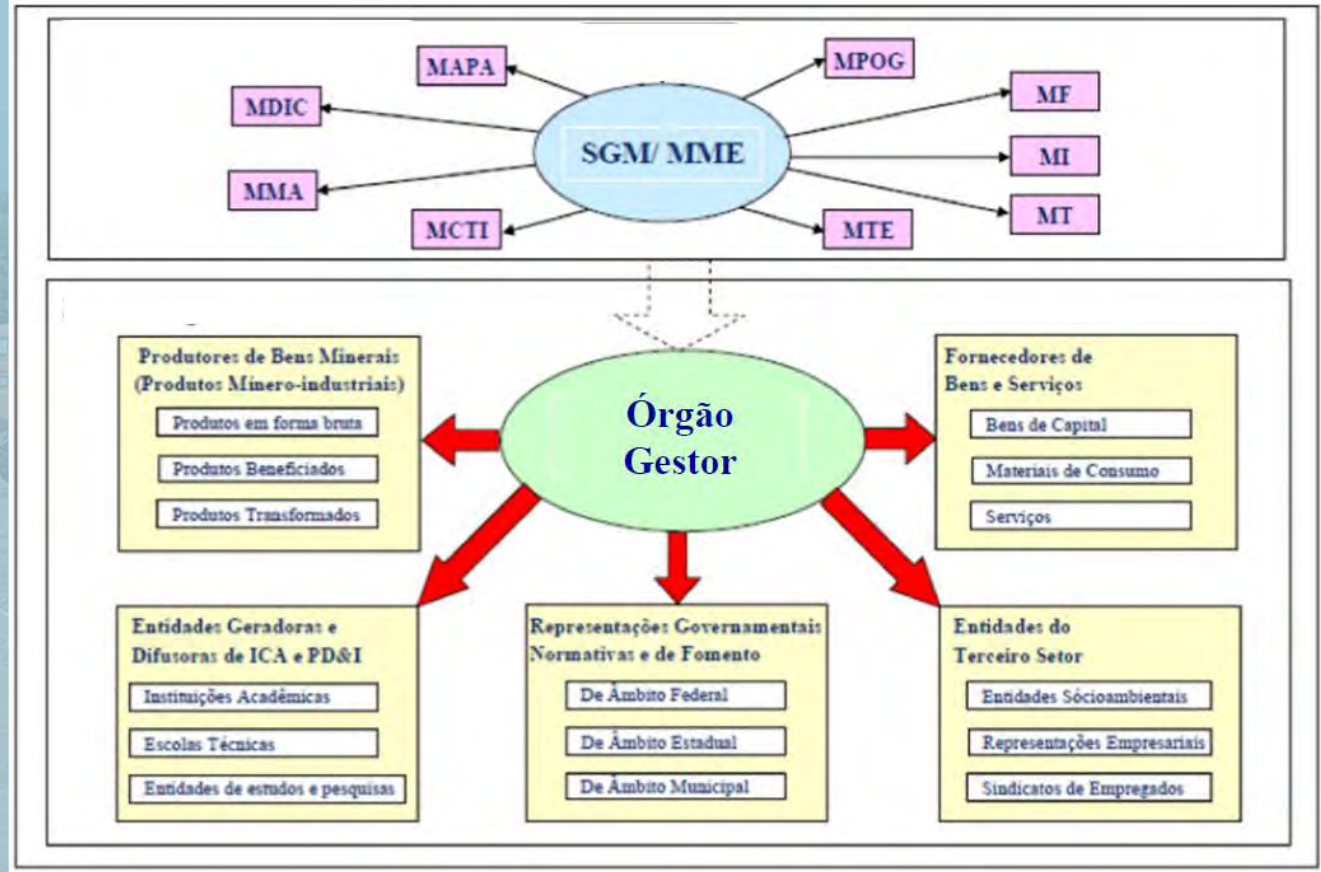 MAPA
MPOG
MDIC
MF
SGM/ MME
MI
MMA
MT
MCTI
MTE
Produtores de Bens Minerais
(Produtos Minero-industriais)
Produtos em forma bruta
Produtos Beneficiados
Produtos Transformados
Órgão
Gestor
Fornecedores de
Bens e Serviços
Bens de Capital
Materiais de Consumo
Serviços
Entidades Geradoras e
Difusoras de ICA e PD&I
Instituições Acadêmicas
Escolas Técnicas
Entidades de estudos e pesquisas
Representações Governamentais
Normativas e de Fomento
De Âmbito Federal
De Âmbito Estadual
De Âmbito Municipal
Entidades do
Terceiro Setor
Entidades Sócioambientais
Representações Empresariais
Sindicatos de Empregados